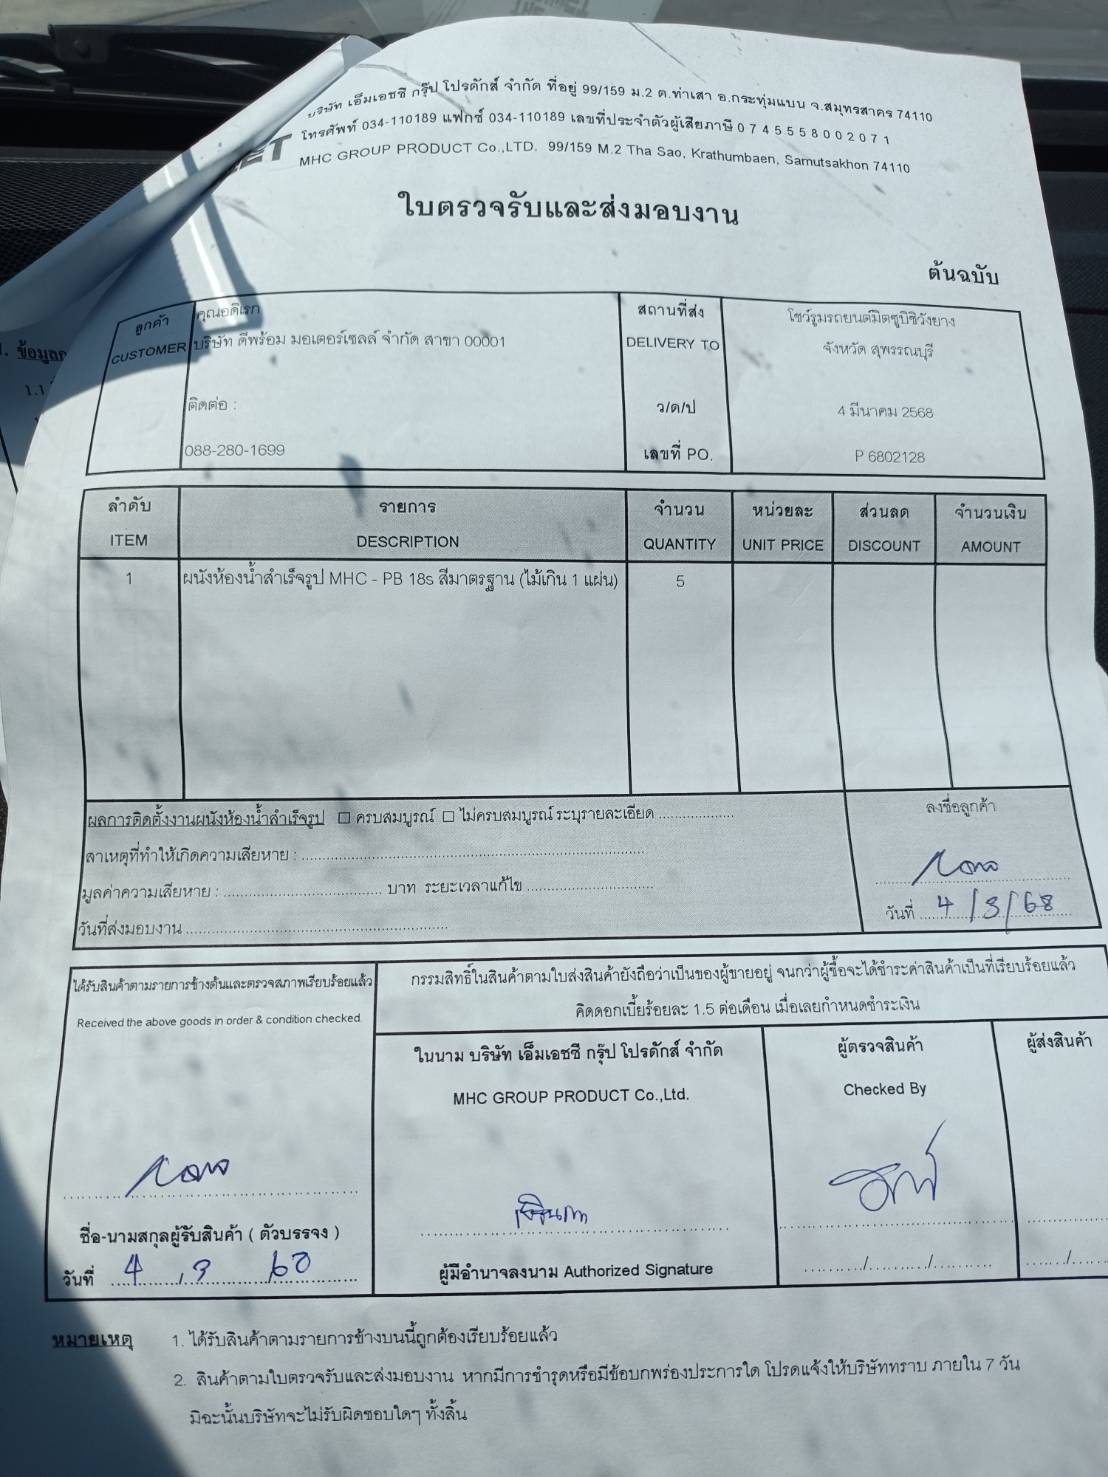 บริษัท เอ็มเอชซี กรุ๊ป โปรดักส์ จำกัด ที่อยู่ 99/159 ม.2 ต.ท่าเสา อ.กระทุ่มแบน จ.สมุทรสาคร 74110
โทรศัพท์ 034-110189 แฟกซ์ 034-110189 เลขที่ประจำตัวผู้เสียภาษี 0 7 4 5 5 5 8 0 0 2 0 7 1
MHC GROUP PRODUCT Co.,LTD. 99/159 M.2 Tha Sao, Krathumbaen, Samutsakhon 74110
ใบตรวจรับและส่งมอบงาน
ต้นฉบับ
ลูกค้า คุณอดิเรก สถานที่ส่ง โชว์รูมรถยนต์มิตซูบิชิวังยาง
CUSTOMER บริษัท ดีพร้อม มอเตอร์เซลล์ จำกัด สาขา 00001 DELIVERY TO จังหวัด สุพรรณบุรี
ติดต่อ : ว/ด/ป 4 มีนาคม 2568
088-280-1699 เลขที่ PO. P 6802128
ลำดับ รายการ จำนวน หน่วยละ ส่วนลด จำนวนเงิน
ITEM DESCRIPTION QUANTITY UNIT PRICE DISCOUNT AMOUNT
1 ผนังห้องน้ำสำเร็จรูป MHC - PB 18s สีมาตรฐาน (ไม้เกิน 1 แผ่น) 5
ผลการติดตั้งงานผนังห้องน้ำสำเร็จรูป ☐ ครบสมบูรณ์ ☐ ไม่ครบสมบูรณ์ ระบุรายละเอียด ................... ลงชื่อลูกค้า
สาเหตุที่ทำให้เกิดความเสียหาย : ........................................
มูลค่าความเสียหาย : .................... บาท ระยะเวลาแก้ไข ....................
วันที่ส่งมอบงาน ........................................ วันที่ 4/3/68
ได้รับสินค้าตามรายการข้างต้นและตรวจสภาพเรียบร้อยแล้ว กรรมสิทธิ์ในสินค้าตามใบส่งสินค้ายังถือว่าเป็นของผู้ขายอยู่ จนกว่าผู้ซื้อจะได้ชำระค่าสินค้าเป็นที่เรียบร้อยแล้ว
Received the above goods in order & condition checked คิดดอกเบี้ยร้อยละ 1.5 ต่อเดือน เมื่อเลยกำหนดชำระเงิน
ในนาม บริษัท เอ็มเอชซี กรุ๊ป โปรดักส์ จำกัด ผู้ตรวจสินค้า ผู้ส่งสินค้า
MHC GROUP PRODUCT Co.,Ltd. Checked By
ชื่อ-นามสกุลผู้รับสินค้า ( ตัวบรรจง )
วันที่ 4 / 3 / 68 ผู้มีอำนาจลงนาม Authorized Signature ......../........./......... ......./....
หมายเหตุ 1. ได้รับสินค้าตามรายการข้างบนนี้ถูกต้องเรียบร้อยแล้ว
2. สินค้าตามใบตรวจรับและส่งมอบงาน หากมีการชำรุดหรือมีข้อบกพร่องประการใด โปรดแจ้งให้บริษัททราบ ภายใน 7 วัน
มิฉะนั้นบริษัทจะไม่รับผิดชอบใดๆ ทั้งสิ้น